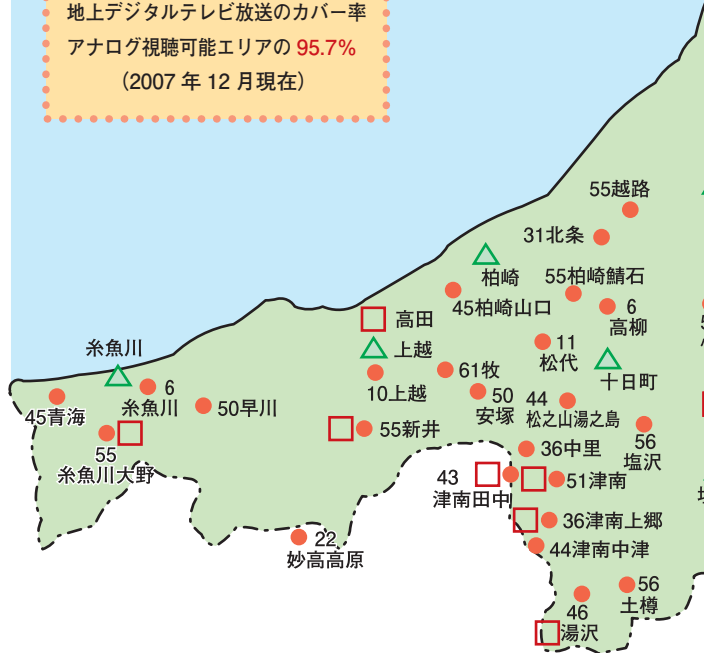 地上デジタルテレビ放送のカバー率
アナログ視聴可能エリアの 95.7%
(2007 年 12 月現在)
55越路
31北条
柏崎
55柏崎鯖石
45柏崎山口
6
高柳
高田
11
松代
糸魚川
上越
61牧
十日町
6
糸魚川
10上越
50
安塚
44
松之山湯之島
50早川
45青海
55新井
56
塩沢
55
糸魚川大野
36中里
43
津南田中
51津南
36津南上郷
22
妙高高原
44津南中津
56
土樽
46
湯沢